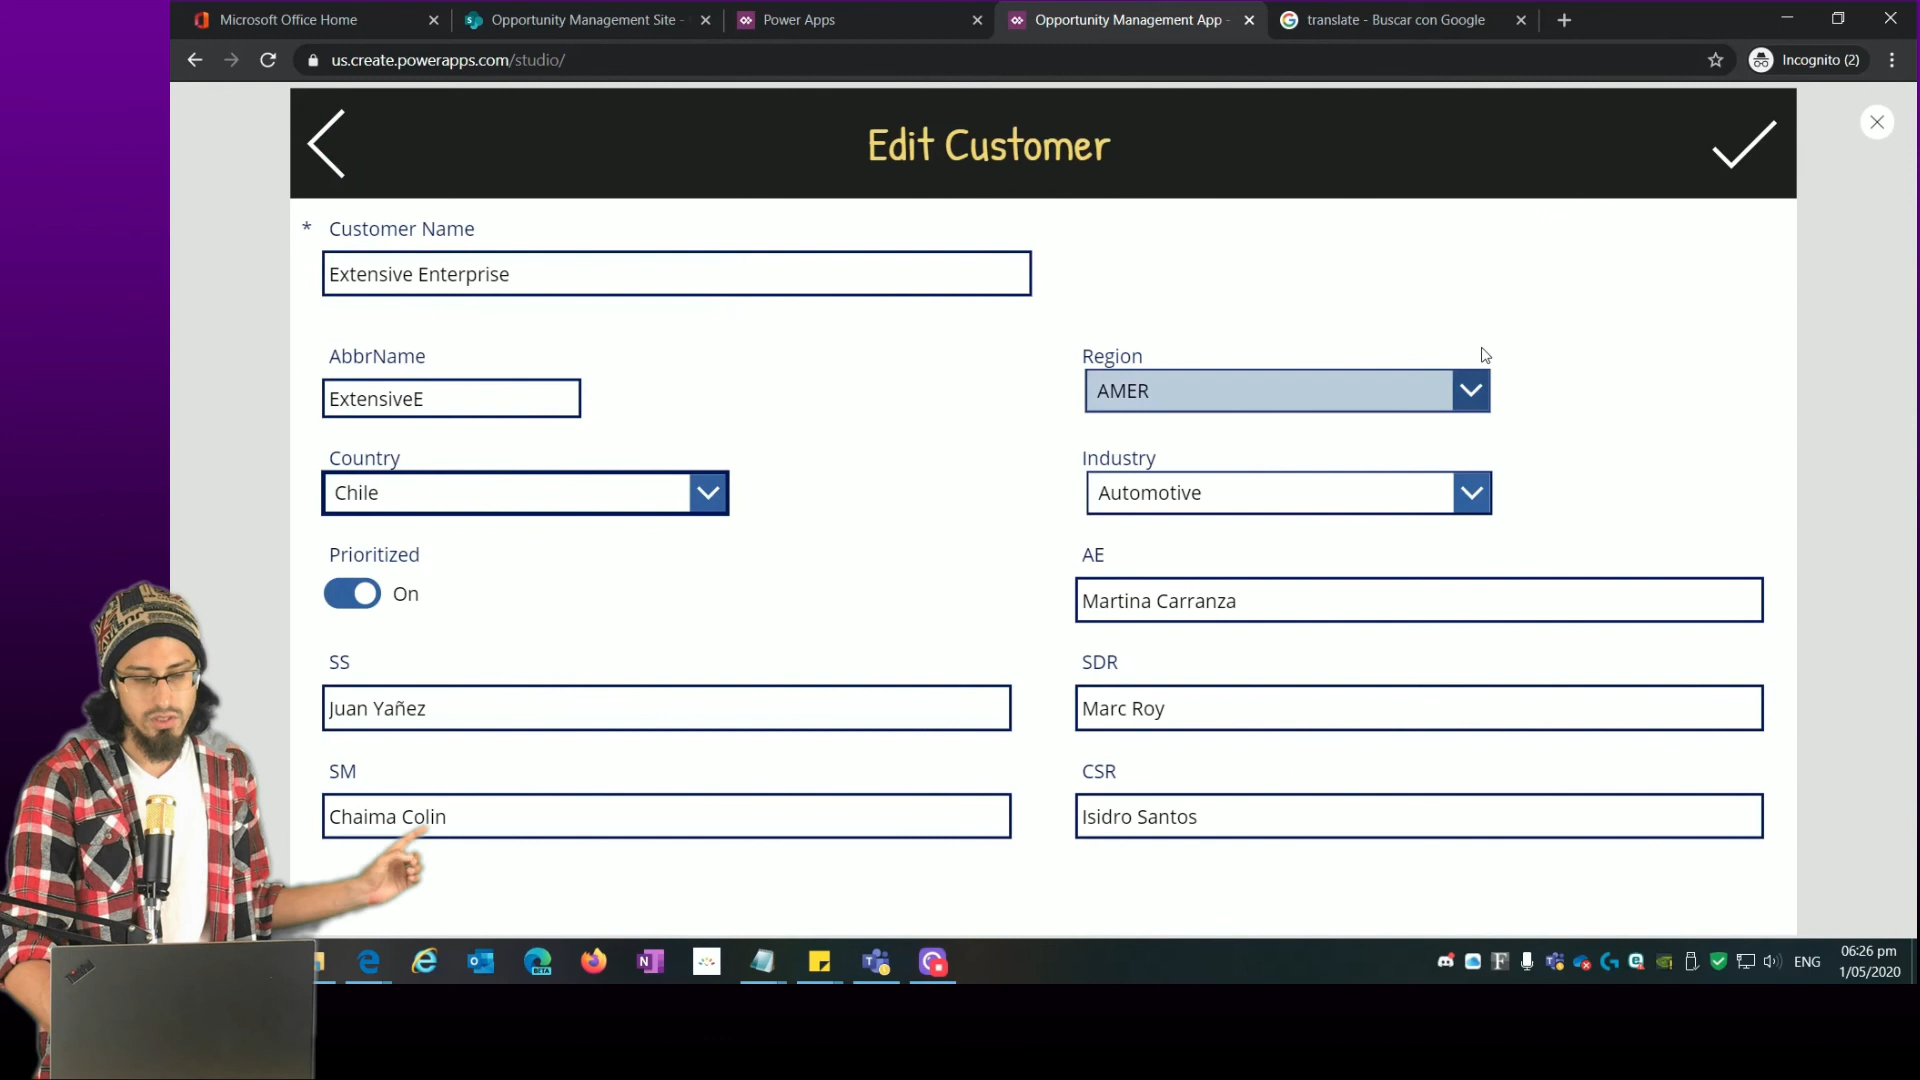 Microsoft Office Home
Opportunity Management Site -
Power Apps
Opportunity Management App -
translate - Buscar con Google
us.create.powerapps.com/studio/
Incognito (2)
Edit Customer
* Customer Name
Extensive Enterprise
AbbrName
Region
ExtensiveE
AMER
Country
Industry
Chile
Automotive
Prioritized
AE
On
Martina Carranza
SS
SDR
Juan Yañez
Marc Roy
SM
CSR
Chaima Colin
Isidro Santos
BETA
ENG
06:26 pm
1/05/2020